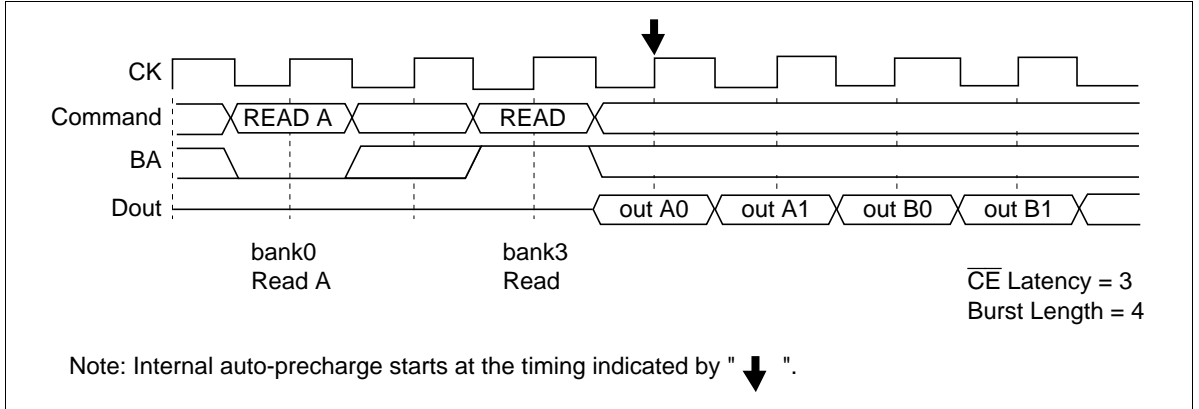 CK
Command READ A READ
BA
Dout out A0 out A1 out B0 out B1
bank0 bank3
Read A Read
CE Latency = 3
Burst Length = 4
Note: Internal auto-precharge starts at the timing indicated by " ".